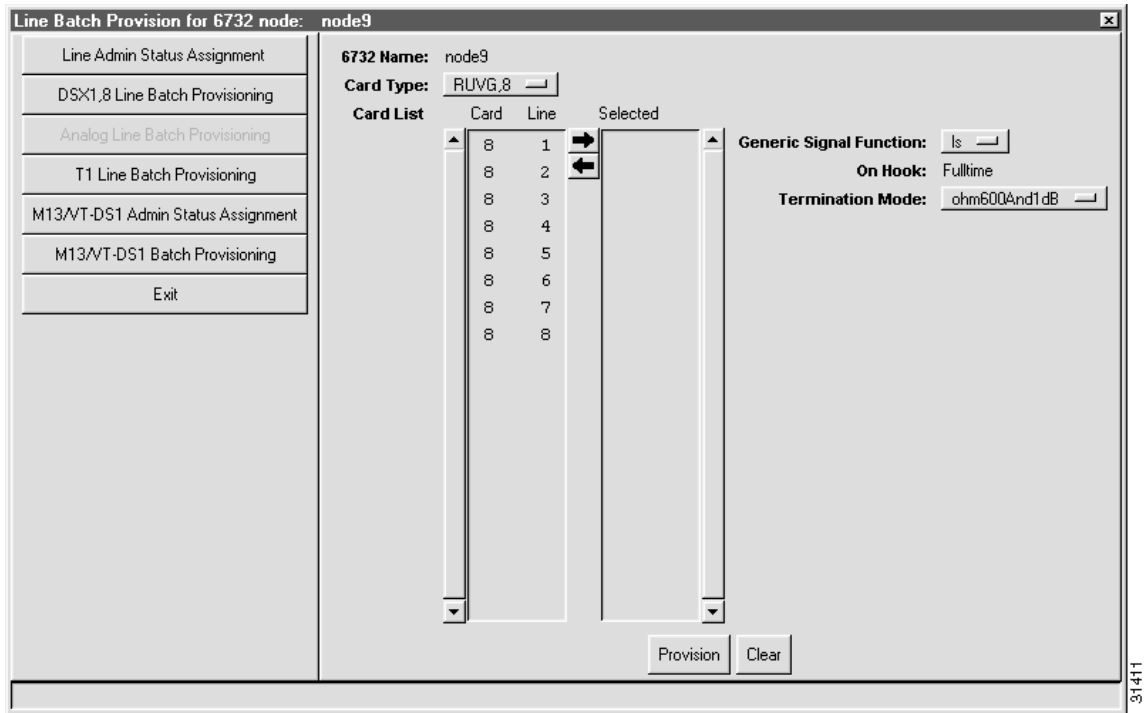 Line Batch Provision for 6732 node: node9
Line Admin Status Assignment
DSX1,8 Line Batch Provisioning
Analog Line Batch Provisioning
T1 Line Batch Provisioning
M13/VT-DS1 Admin Status Assignment
M13/VT-DS1 Batch Provisioning
Exit
6732 Name: node9
Card Type: RUVG,8
Card List Card Line Selected
8 1
8 2
8 3
8 4
8 5
8 6
8 7
8 8
Generic Signal Function: ls
On Hook: Fulltime
Termination Mode: ohm600And1dB
Provision Clear
31411